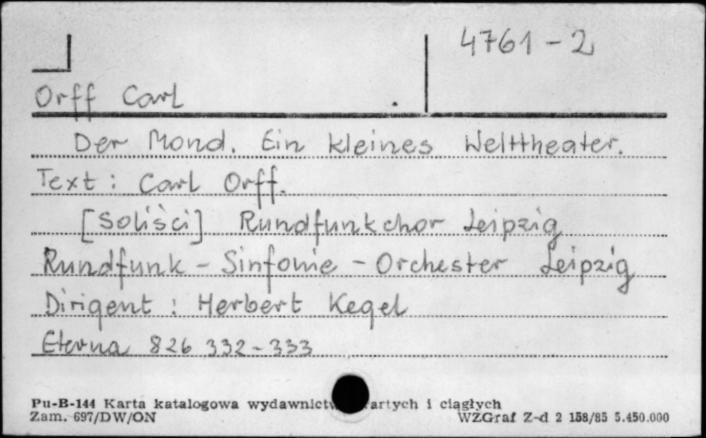 4761-2
Orff Carl
Der Mond. Ein kleines Welttheater.
Text: Carl Orff.
[Soliści] Rundfunkchor Leipzig
Rundfunk-Sinfonie-Orchester Leipzig
Dirigent: Herbert Kegel
Eterna 826 332-333
Pu-B-144 Karta katalogowa wydawnictw artych i ciągłych
Zam. 697/DW/ON WZGraf Z-d 2 158/85 5.450.000